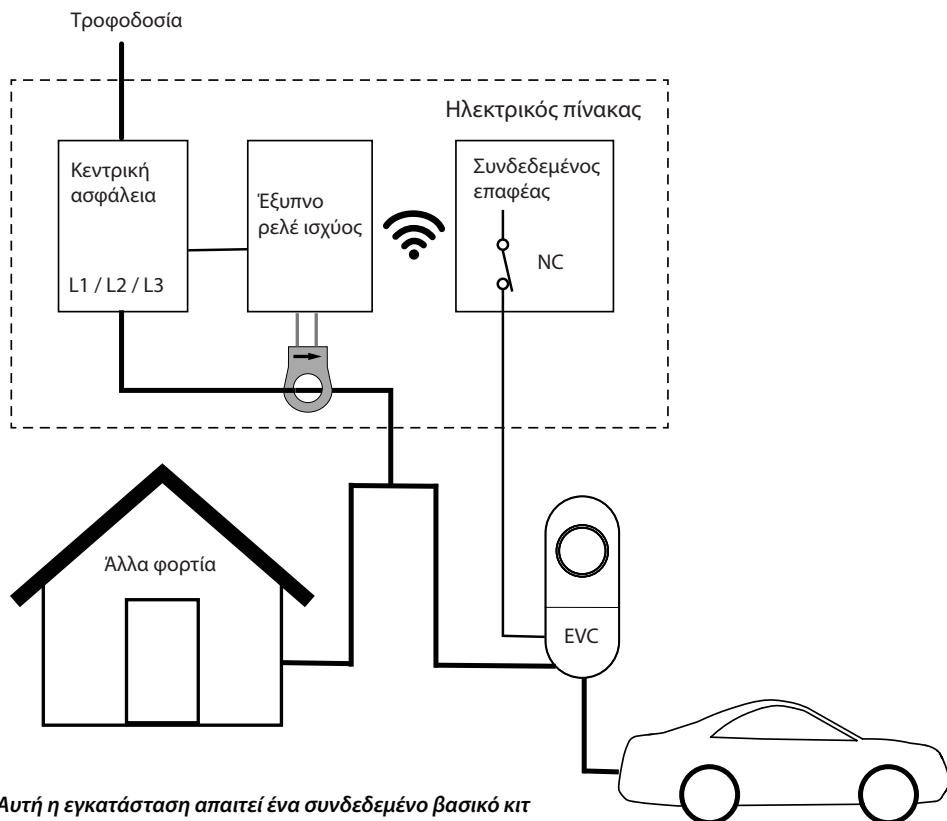 Τροφοδοσία
Ηλεκτρικός πίνακας
Κεντρική
ασφάλεια
L1 / L2 / L3
Έξυπνο
ρελέ ισχύος
Συνδεδεμένος
επαφέας
NC
Άλλα φορτία
EVC
Αυτή η εγκατάσταση απαιτεί ένα συνδεδεμένο βασικό κιτ